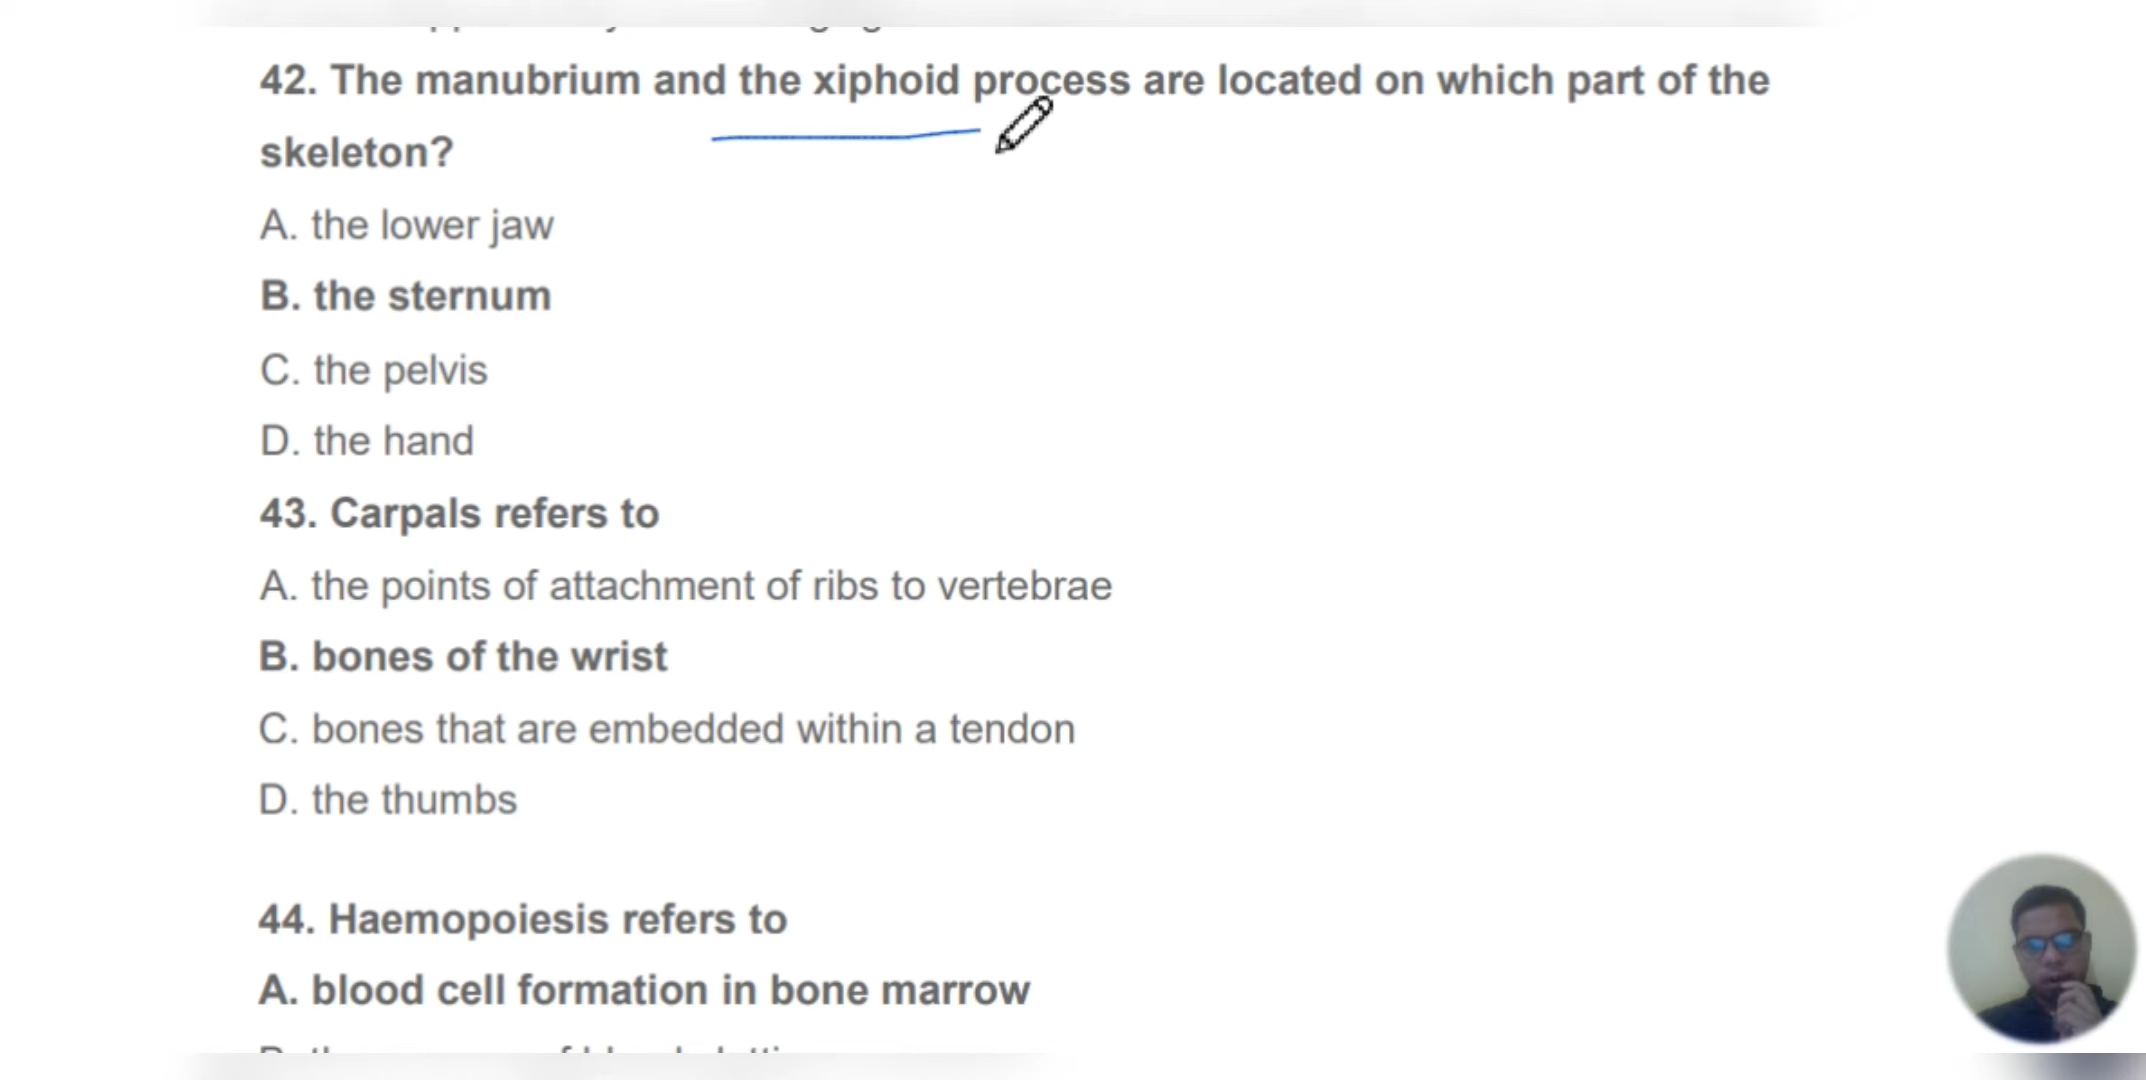 42. The manubrium and the xiphoid process are located on which part of the
skeleton?
A. the lower jaw
B. the sternum
C. the pelvis
D. the hand
43. Carpals refers to
A. the points of attachment of ribs to vertebrae
B. bones of the wrist
C. bones that are embedded within a tendon
D. the thumbs
44. Haemopoiesis refers to
A. blood cell formation in bone marrow